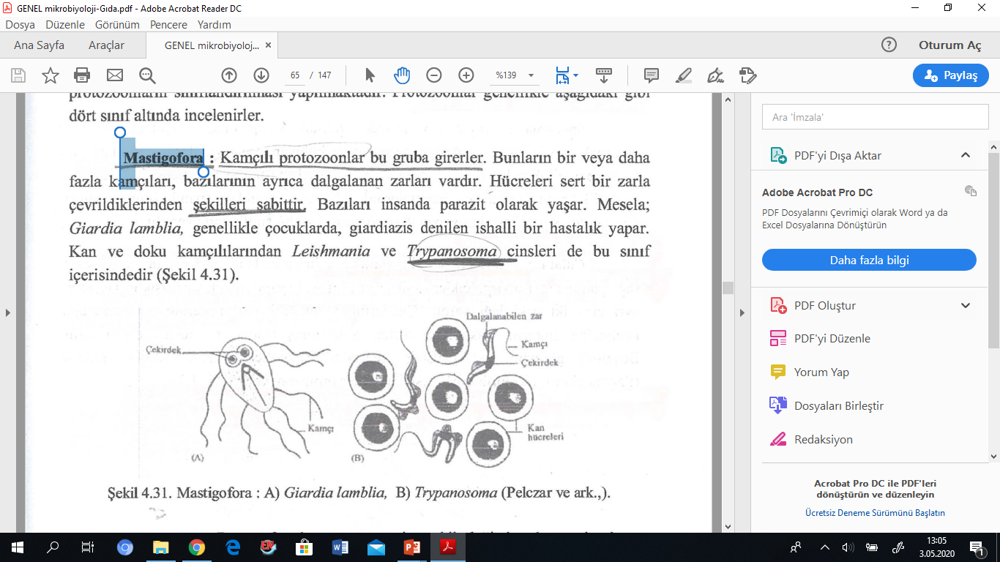 GENEL mikrobiyoloji-Gıda.pdf - Adobe Acrobat Reader DC
Dosya Düzenle Görünüm Pencere Yardım
Ana Sayfa Araçlar GENEL mikrobiyoloj... × Oturum Aç
65 / 147 %139 Paylaş
protozoonların sınıflandırılması yapılmaktadır. Protozoonlar genellikle aşağıdaki gibi
dört sınıf altında incelenirler.
Mastigofora : Kamçılı protozoonlar bu gruba girerler. Bunların bir veya daha
fazla kamçıları, bazılarının ayrıca dalgalanan zarları vardır. Hücreleri sert bir zarla
çevrildiklerinden şekilleri sabittir. Bazıları insanda parazit olarak yaşar. Mesela;
Giardia lamblia, genellikle çocuklarda, giardiazis denilen ishalli bir hastalık yapar.
Kan ve doku kamçılılarından Leishmania ve Trypanosoma cinsleri de bu sınıf
içerisindedir (Şekil 4.31).
Çekirdek
Kamçı
(A)
Dalgalanabilen zar
Kamçı
Çekirdek
Kan
hücreleri
(B)
Şekil 4.31. Mastigofora : A) Giardia lamblia, B) Trypanosoma (Pelczar ve ark.,).
Ara 'İmzala'
PDF'yi Dışa Aktar
Adobe Acrobat Pro DC
PDF Dosyalarını Çevrimiçi olarak Word ya da
Excel Dosyalarına Dönüştürün
Daha fazla bilgi
PDF Oluştur
PDF'yi Düzenle
Yorum Yap
Dosyaları Birleştir
Redaksiyon
Acrobat Pro DC ile PDF'leri
dönüştürün ve düzenleyin
Ücretsiz Deneme Sürümünü Başlatın
13:05
3.05.2020